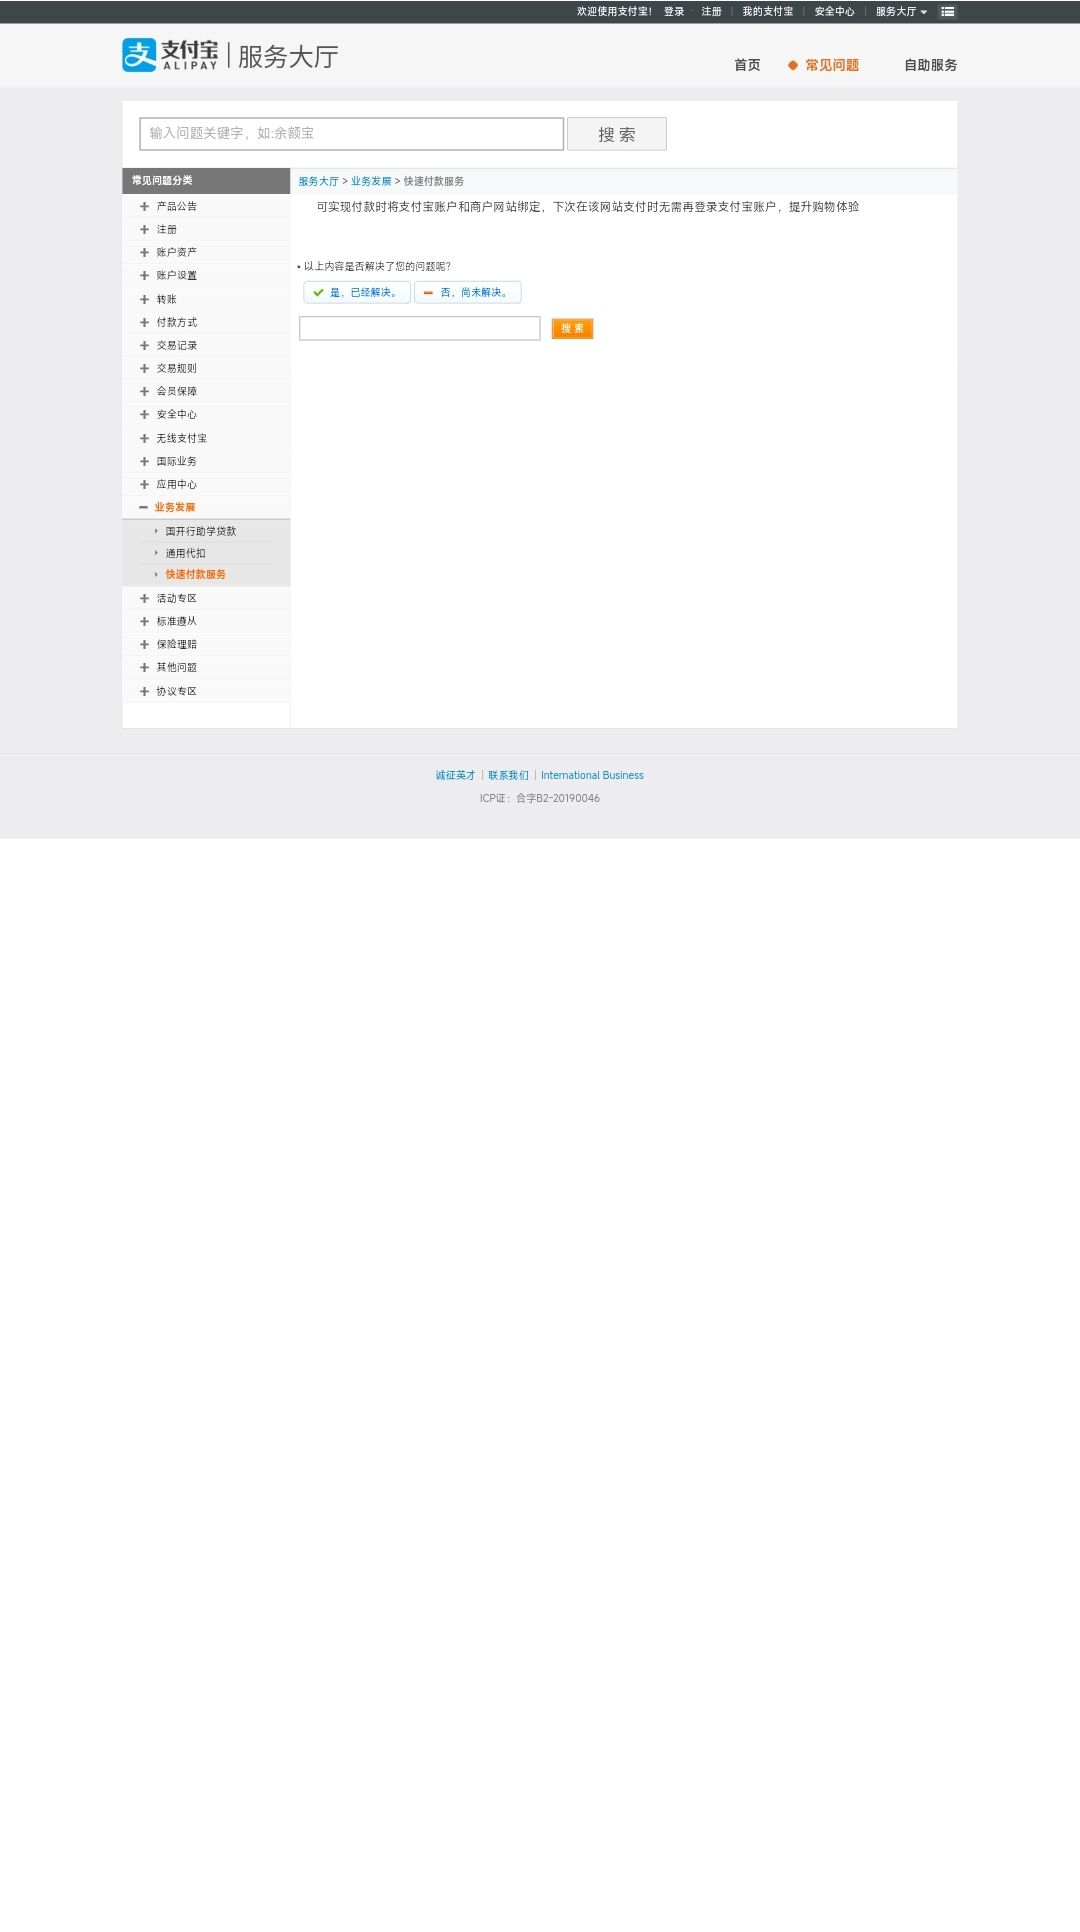 欢迎使用支付宝! 登录 - 注册 | 我的支付宝 | 安全中心 | 服务大厅
支付宝 ALIPAY | 服务大厅
首页 常见问题 自助服务
输入问题关键字，如:余额宝 搜 索
常见问题分类
服务大厅 > 业务发展 > 快速付款服务
产品公告
可实现付款时将支付宝账户和商户网站绑定，下次在该网站支付时无需再登录支付宝账户，提升购物体验
注册
账户资产
账户设置
转账
付款方式
交易记录
交易规则
会员保障
安全中心
无线支付宝
国际业务
应用中心
业务发展
国开行助学贷款
通用代扣
快速付款服务
活动专区
标准遵从
保险理赔
其他问题
协议专区
• 以上内容是否解决了您的问题呢？
是，已经解决。 否，尚未解决。
搜 索
诚征英才 | 联系我们 | International Business
ICP证：合字B2-20190046